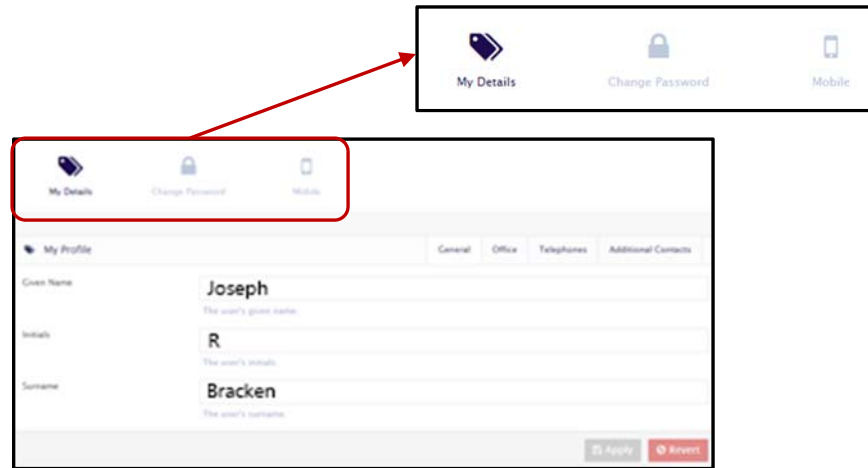 My Details Change Password Mobile
My Details Change Password Mobile
My Profile General Office Telephones Additional Contacts
Given Name Joseph
The user's given name.
Initials R
The user's initials.
Surname Bracken
The user's surname.
Apply Revert